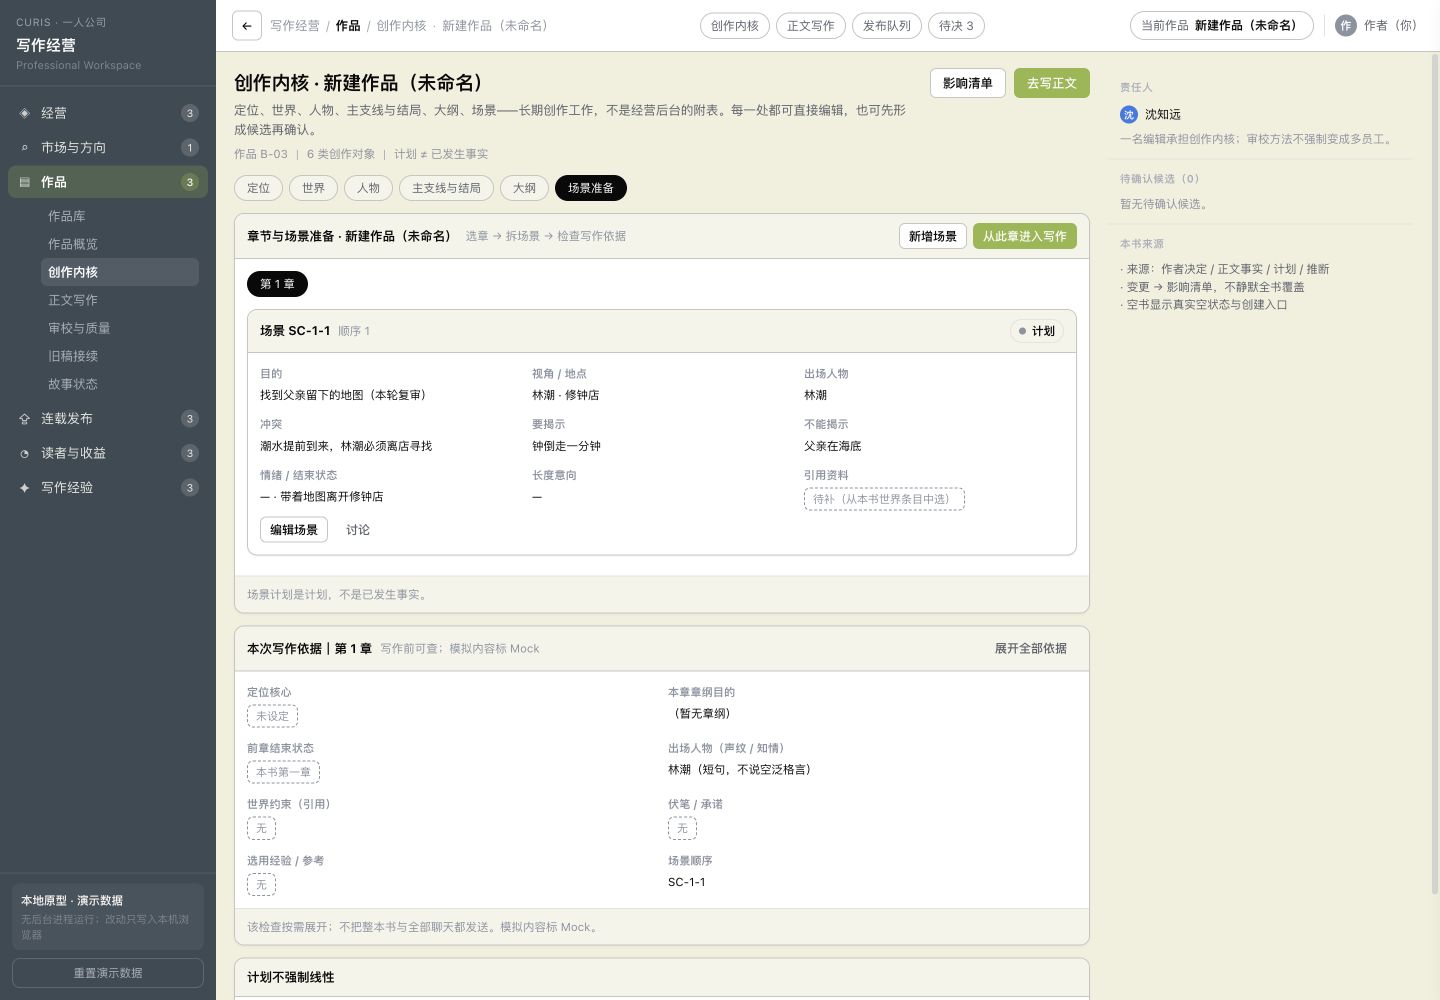 CURIS · 一人公司
写作经营
Professional Workspace
经营 3
市场与方向 1
作品 3
作品库
作品概览
创作内核
正文写作
审校与质量
旧稿接续
故事状态
连载发布 3
读者与收益 3
写作经验 3
本地原型 · 演示数据
无后台进程运行；改动只写入本机浏
览器
重置演示数据
← 写作经营 / 作品 / 创作内核 · 新建作品（未命名）
创作内核 正文写作 发布队列 待决 3
当前作品 新建作品（未命名）
作 作者（你）
创作内核 · 新建作品（未命名）
影响清单 去写正文
定位、世界、人物、主支线与结局、大纲、场景——长期创作工作，不是经营后台的附表。每一处都可直接编辑，也可先形
成候选再确认。
作品 B-03 | 6 类创作对象 | 计划 ≠ 已发生事实
定位 世界 人物 主支线与结局 大纲 场景准备
章节与场景准备 · 新建作品（未命名） 选章 → 拆场景 → 检查写作依据 新增场景 从此章进入写作
第 1 章
场景 SC-1-1 顺序 1 计划
目的 视角 / 地点 出场人物
找到父亲留下的地图（本轮复审） 林潮 · 修钟店 林潮
冲突 要揭示 不能揭示
潮水提前到来，林潮必须离店寻找 钟倒走一分钟 父亲在海底
情绪 / 结束状态 长度意向 引用资料
— · 带着地图离开修钟店 — 待补（从本书世界条目中选）
编辑场景 讨论
场景计划是计划，不是已发生事实。
本次写作依据｜第 1 章 写作前可查；模拟内容标 Mock 展开全部依据
定位核心 本章章纲目的
未设定 （暂无章纲）
前章结束状态 出场人物（声纹 / 知情）
本书第一章 林潮（短句，不说空泛格言）
世界约束（引用） 伏笔 / 承诺
无 无
选用经验 / 参考 场景顺序
无 SC-1-1
该检查按需展开；不把整本书与全部聊天都发送。模拟内容标 Mock。
计划不强制线性
责任人
沈 沈知远
一名编辑承担创作内核；审校方法不强制变成多员工。
待确认候选（0）
暂无待确认候选。
本书来源
· 来源：作者决定 / 正文事实 / 计划 / 推断
· 变更 → 影响清单，不静默全书覆盖
· 空书显示真实空状态与创建入口